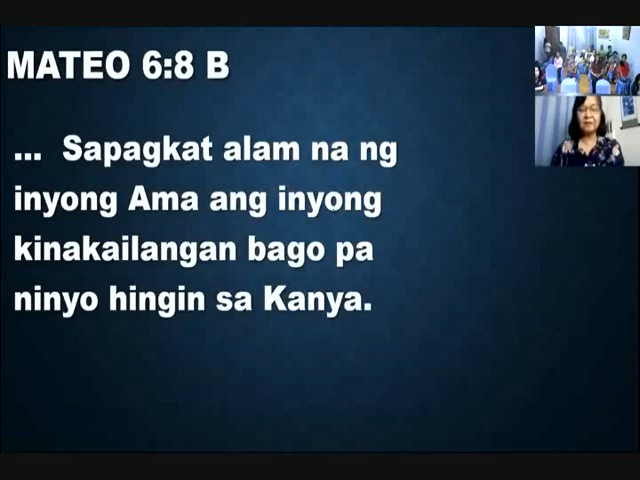 MATEO 6:8 B
... Sapagkat alam na ng
inyong Ama ang inyong
kinakailangan bago pa
ninyo hingin sa Kanya.